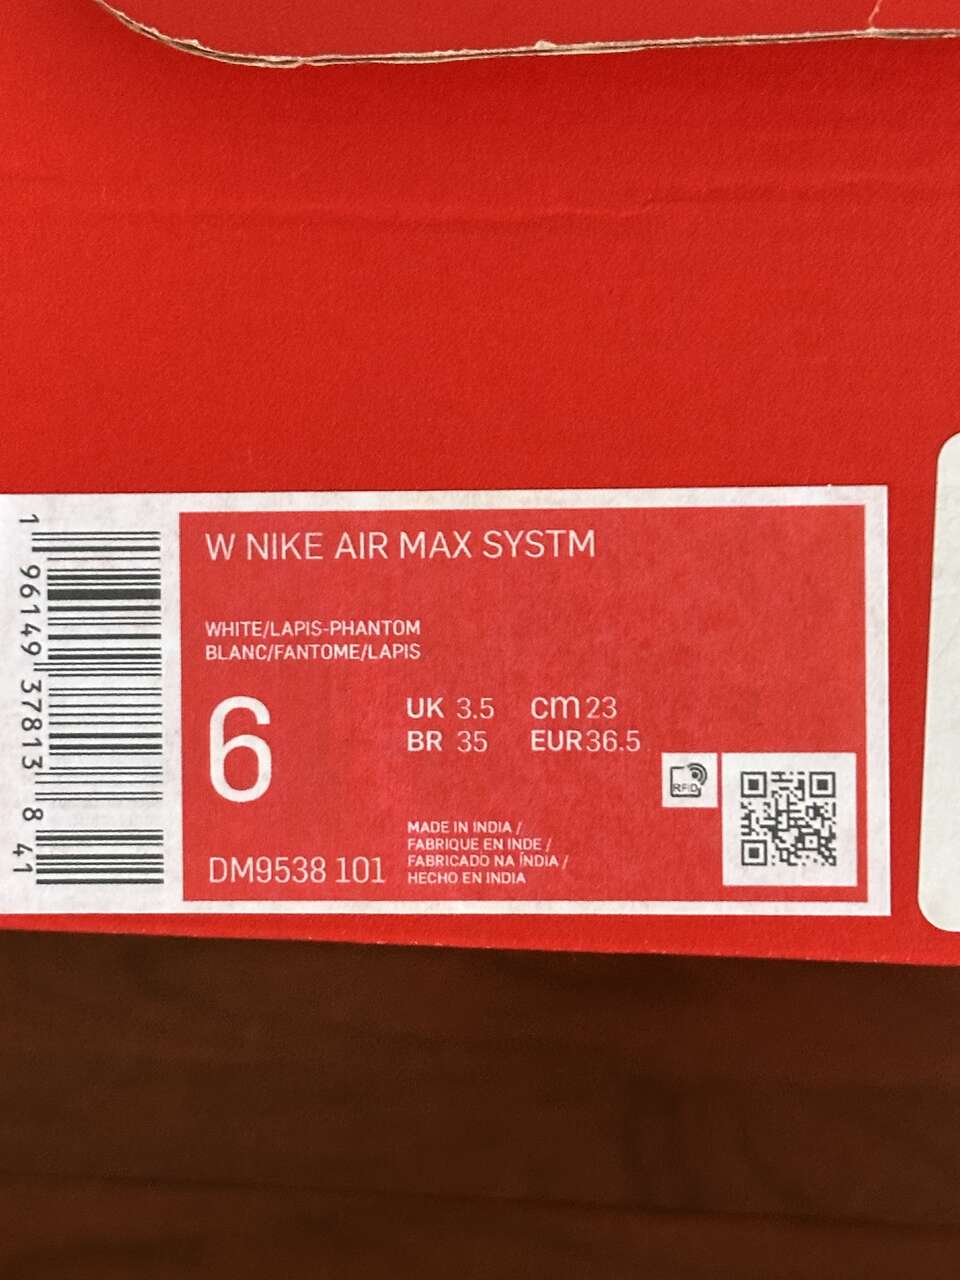 W NIKE AIR MAX SYSTM
WHITE/LAPIS-PHANTOM
BLANC/FANTOME/LAPIS
6
UK 3.5 cm 23
BR 35 EUR 36.5
RFID
DM9538 101
MADE IN INDIA /
FABRIQUE EN INDE /
FABRICADO NA ÍNDIA /
HECHO EN INDIA
1 96149 37813 8 41